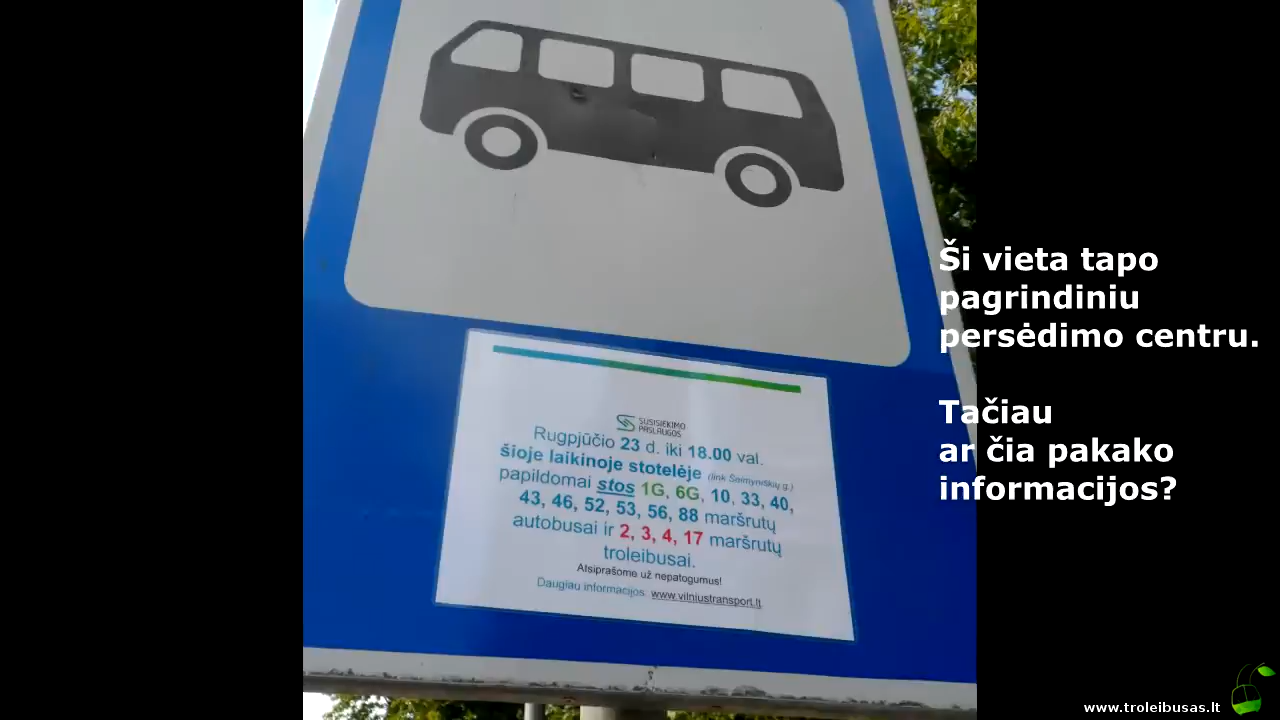 SUSISIEKIMO
PASLAUGOS
Rugpjūčio 23 d. iki 18.00 val.
šioje laikinoje stotelėje (link Šeimyniškių g.)
papildomai stos 1G, 6G, 10, 33, 40,
43, 46, 52, 53, 56, 88 maršrutų
autobusai ir 2, 3, 4, 17 maršrutų
troleibusai.
Atsiprašome už nepatogumus!
Daugiau informacijos: www.vilniustransport.lt
Ši vieta tapo
pagrindiniu
persėdimo centru.
Tačiau
ar čia pakako
informacijos?
www.troleibusas.lt